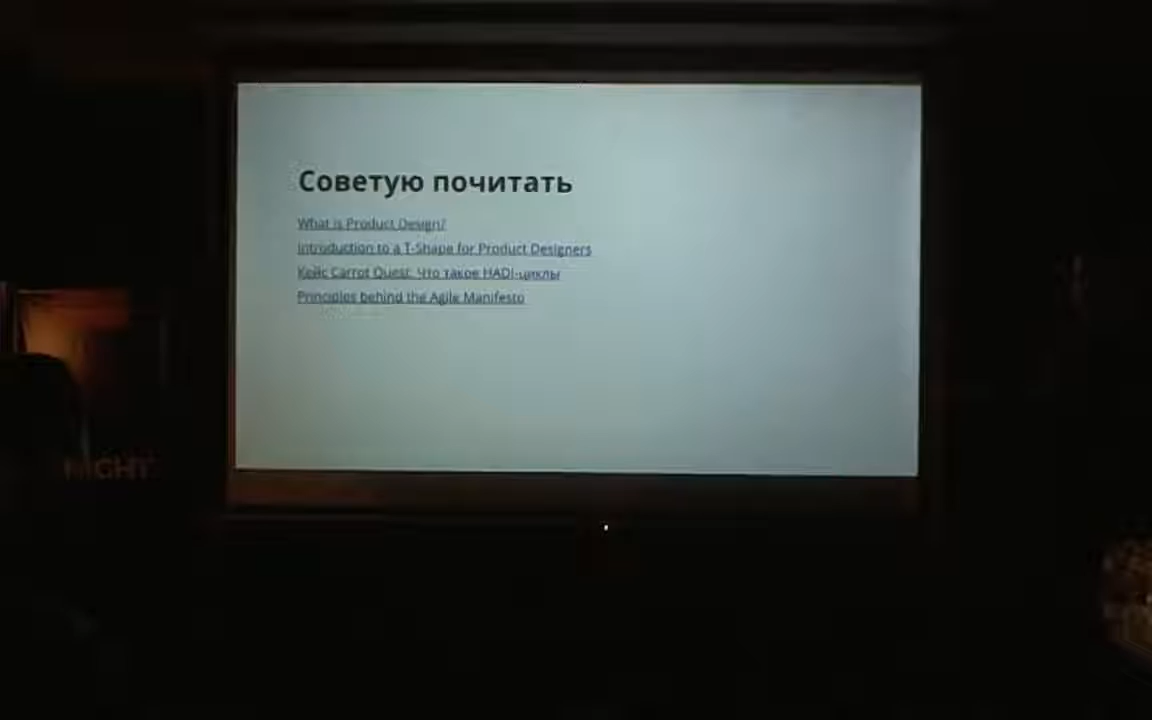 Советую почитать
What is Product Design?
Introduction to a T-Shape for Product Designers
Кейс Carrot Quest: Что такое HADI-циклы
Principles behind the Agile Manifesto
NIGHT